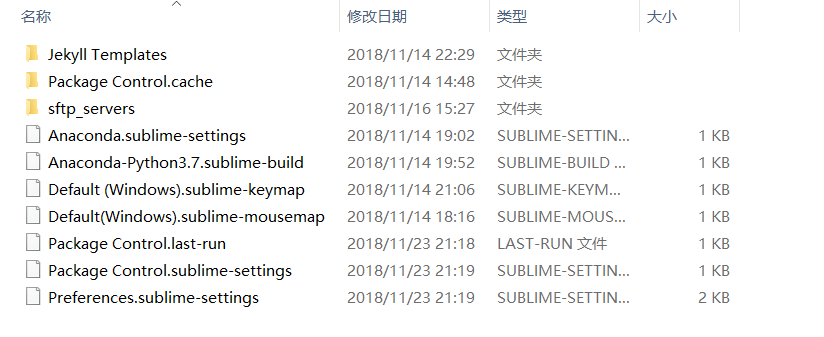 名称 修改日期 类型 大小
Jekyll Templates 2018/11/14 22:29 文件夹
Package Control.cache 2018/11/14 14:48 文件夹
sftp_servers 2018/11/16 15:27 文件夹
Anaconda.sublime-settings 2018/11/14 19:02 SUBLIME-SETTIN... 1 KB
Anaconda-Python3.7.sublime-build 2018/11/14 19:52 SUBLIME-BUILD ... 1 KB
Default (Windows).sublime-keymap 2018/11/14 21:06 SUBLIME-KEYM... 1 KB
Default(Windows).sublime-mousemap 2018/11/14 18:16 SUBLIME-MOUS... 1 KB
Package Control.last-run 2018/11/23 21:18 LAST-RUN 文件 1 KB
Package Control.sublime-settings 2018/11/23 21:19 SUBLIME-SETTIN... 1 KB
Preferences.sublime-settings 2018/11/23 21:19 SUBLIME-SETTIN... 2 KB